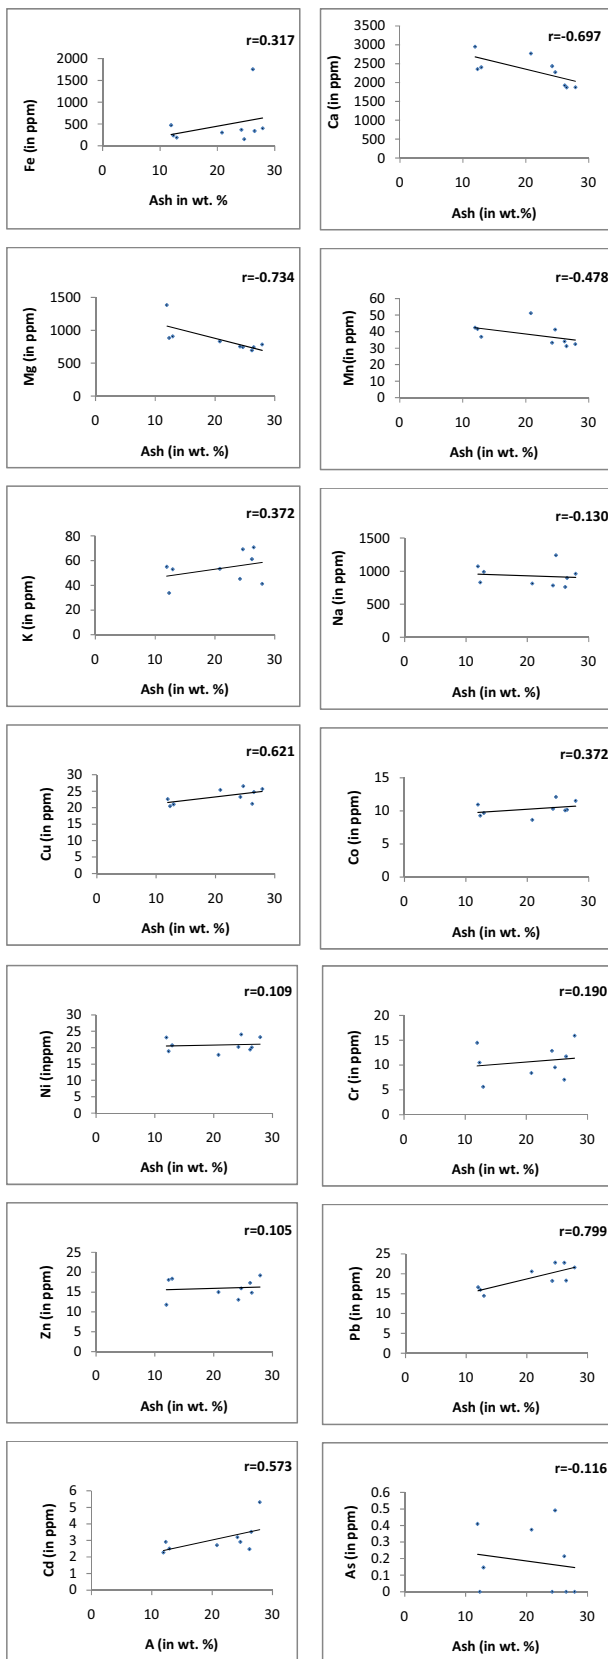 r=0.317
2000
1500
1000
500
0
Fe (in ppm)
0 10 20 30
Ash in wt. %
r=-0.697
3500
3000
2500
2000
1500
1000
500
0
Ca (in ppm)
0 10 20 30
Ash (in wt.%)
r=-0.734
1500
1000
500
0
Mg (in ppm)
0 10 20 30
Ash (in wt. %)
r=-0.478
60
50
40
30
20
10
0
Mn(in ppm)
0 10 20 30
Ash (in wt. %)
r=0.372
80
60
40
20
0
K (in ppm)
0 10 20 30
Ash (in wt. %)
r=-0.130
1500
1000
500
0
Na (in ppm)
0 10 20 30
Ash (in wt. %)
r=0.621
30
25
20
15
10
5
0
Cu (in ppm)
0 10 20 30
Ash (in wt. %)
r=0.372
15
10
5
0
Co (in ppm)
0 10 20 30
Ash (in wt. %)
r=0.109
30
25
20
15
10
5
0
Ni (inppm)
0 10 20 30
Ash (in wt. %)
r=0.190
20
15
10
5
0
Cr (in ppm)
0 10 20 30
Ash (in wt. %)
r=0.105
25
20
15
10
5
0
Zn (in ppm)
0 10 20 30
Ash (in wt. %)
r=0.799
25
20
15
10
5
0
Pb (in ppm)
0 10 20 30
Ash (in wt. %)
r=0.573
6
5
4
3
2
1
0
Cd (in ppm)
0 10 20 30
A (in wt. %)
r=-0.116
0.6
0.5
0.4
0.3
0.2
0.1
0
As (in ppm)
0 10 20 30
Ash (in wt. %)